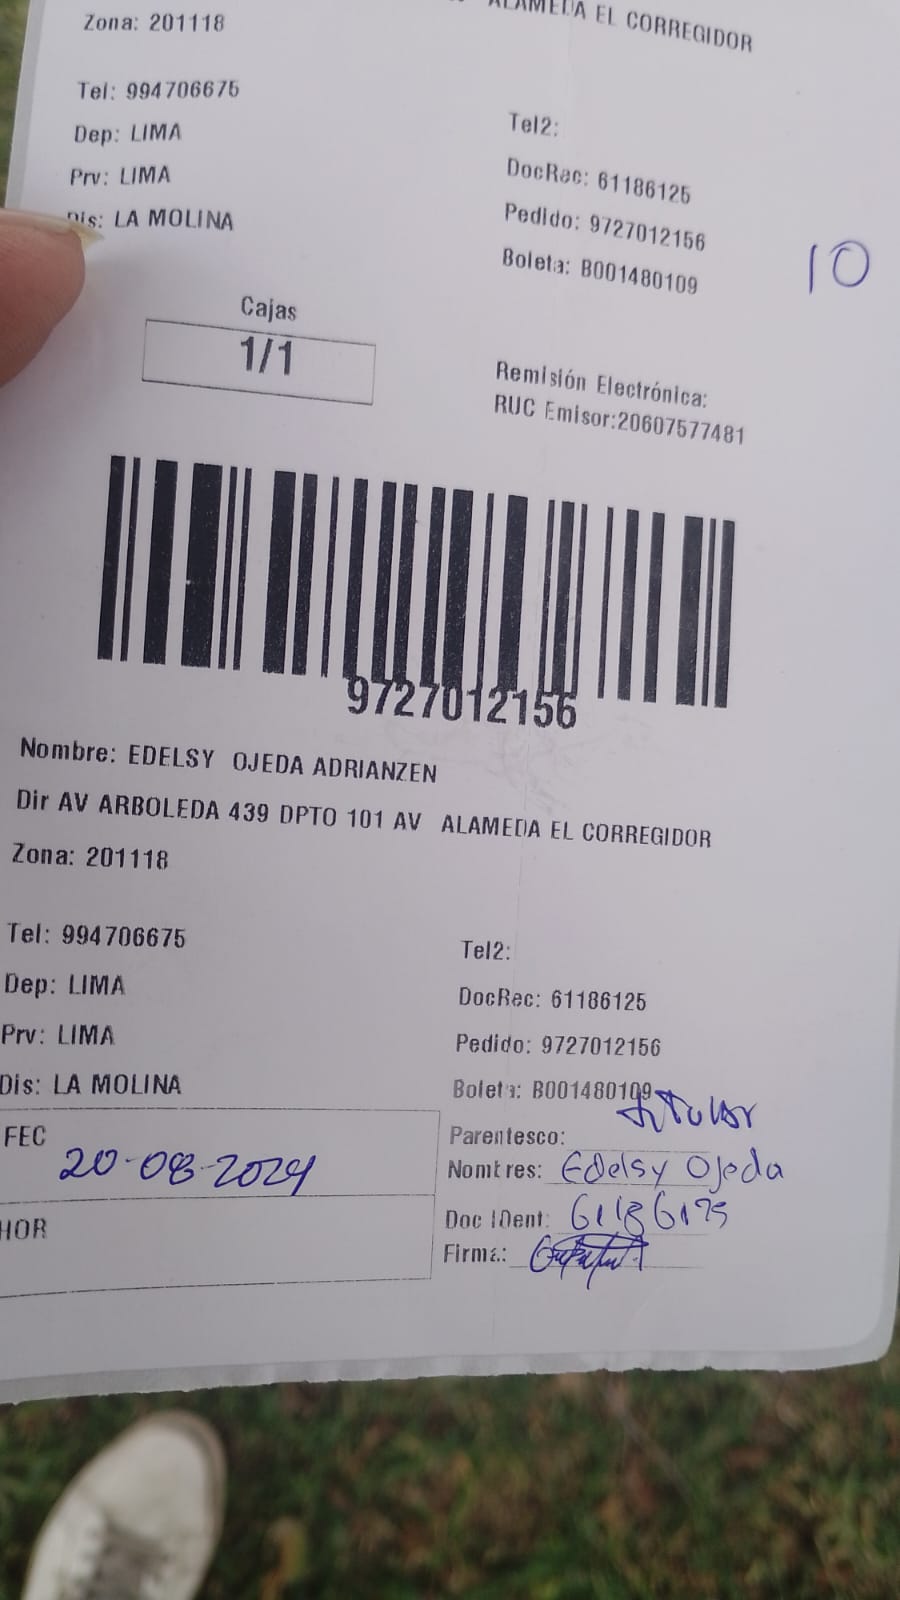 ALAMEDA EL CORREGIDOR
Zona: 201118
Tel: 994706675
Tel2:
Dep: LIMA
DocRec: 61186125
Prv: LIMA
Pedido: 9727012156
Dis: LA MOLINA
Boleta: B001480109
10
Cajas
1/1
Remisión Electrónica:
RUC Emisor:20607577481
9727012156
Nombre: EDELSY OJEDA ADRIANZEN
Dir AV ARBOLEDA 439 DPTO 101 AV ALAMEDA EL CORREGIDOR
Zona: 201118
Tel: 994706675
Tel2:
Dep: LIMA
DocRec: 61186125
Prv: LIMA
Pedido: 9727012156
Dis: LA MOLINA
Boleta: B001480109
FEC
20-08-2024
HOR
Parentesco: titular
Nombres: Edelsy Ojeda
Doc IDent: 61186125
Firma: